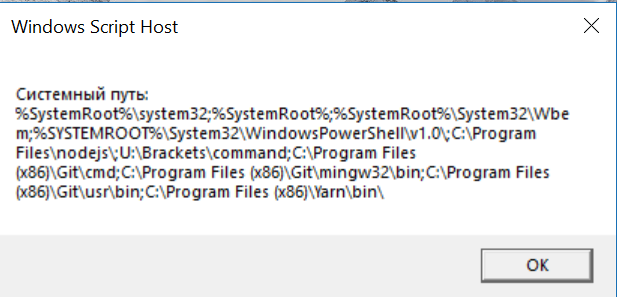 Windows Script Host
Системный путь:
%SystemRoot%\system32;%SystemRoot%;%SystemRoot%\System32\Wbe
m;%SYSTEMROOT%\System32\WindowsPowerShell\v1.0\;C:\Program
Files\nodejs\;U:\Brackets\command;C:\Program Files
(x86)\Git\cmd;C:\Program Files (x86)\Git\mingw32\bin;C:\Program Files
(x86)\Git\usr\bin;C:\Program Files (x86)\Yarn\bin\
OK